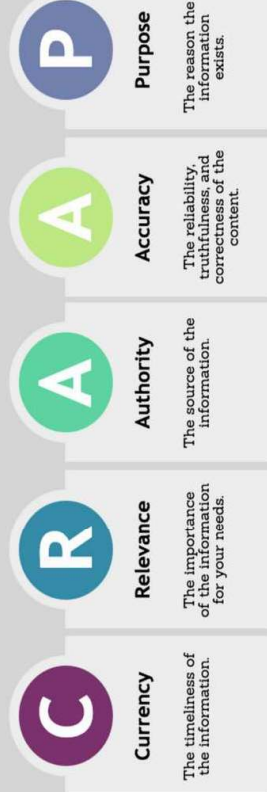 C
Currency
The timeliness of
the information.
R
Relevance
The importance
of the information
for your needs.
A
Authority
The source of the
information.
A
Accuracy
The reliability,
truthfulness, and
correctness of the
content.
P
Purpose
The reason the
information
exists.